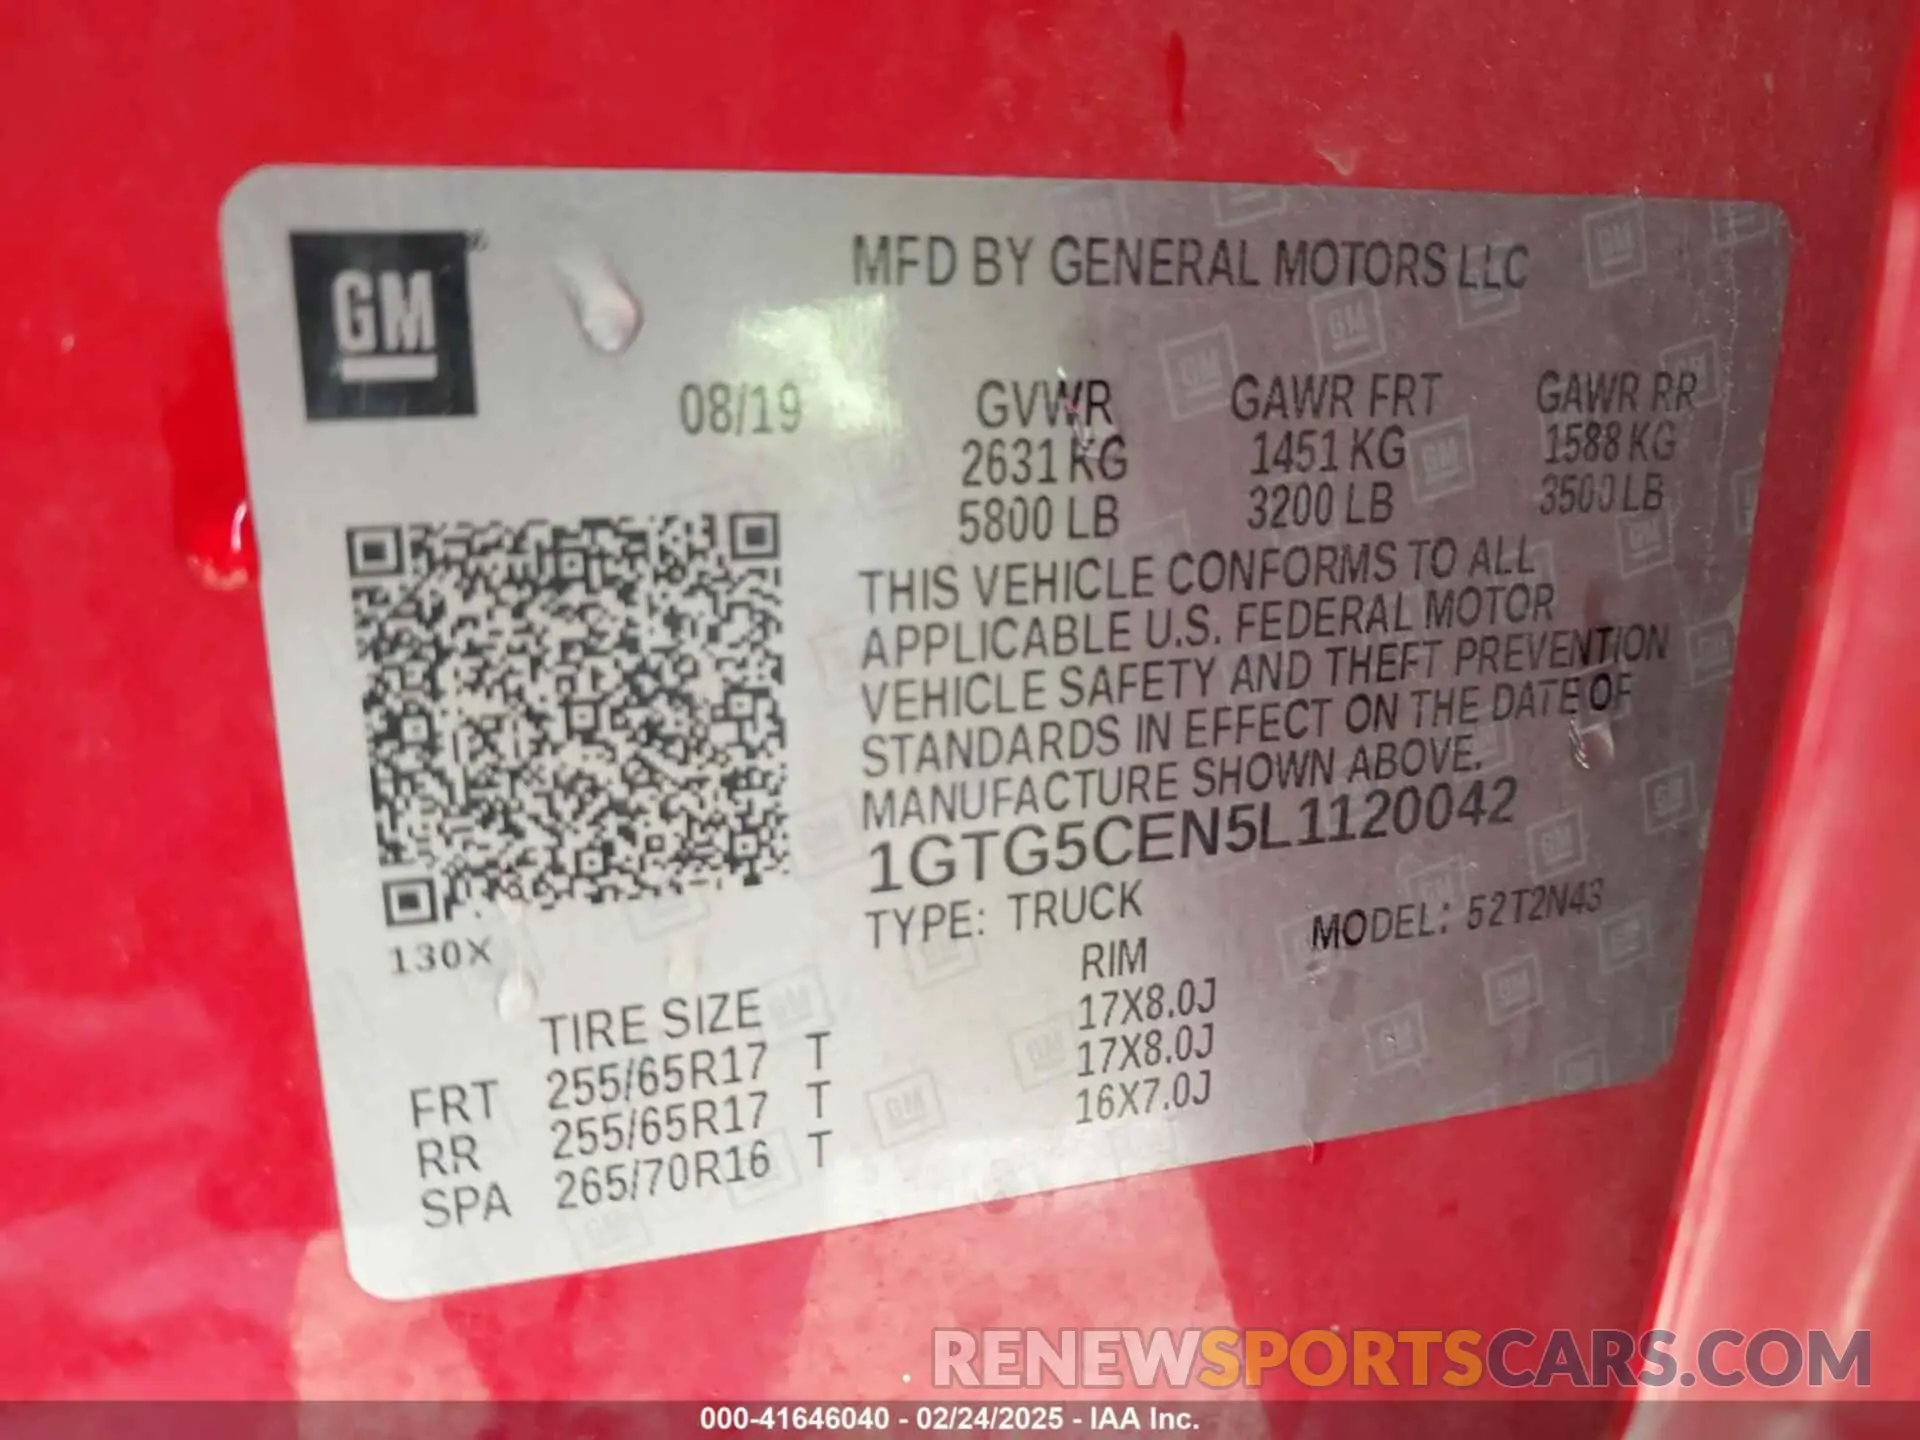 GM
MFD BY GENERAL MOTORS LLC
08/19
GVWR GAWR FRT GAWR RR
2631 KG 1451 KG 1588 KG
5800 LB 3200 LB 3500 LB
THIS VEHICLE CONFORMS TO ALL
APPLICABLE U.S. FEDERAL MOTOR
VEHICLE SAFETY AND THEFT PREVENTION
STANDARDS IN EFFECT ON THE DATE OF
MANUFACTURE SHOWN ABOVE.
1GTG5CEN5L1120042
TYPE: TRUCK MODEL: 52T2N43
130X
TIRE SIZE RIM
FRT 255/65R17 T 17X8.0J
RR 255/65R17 T 17X8.0J
SPA 265/70R16 T 16X7.0J
RENEWSPORTSCARS.COM
000-41646040 - 02/24/2025 - IAA Inc.